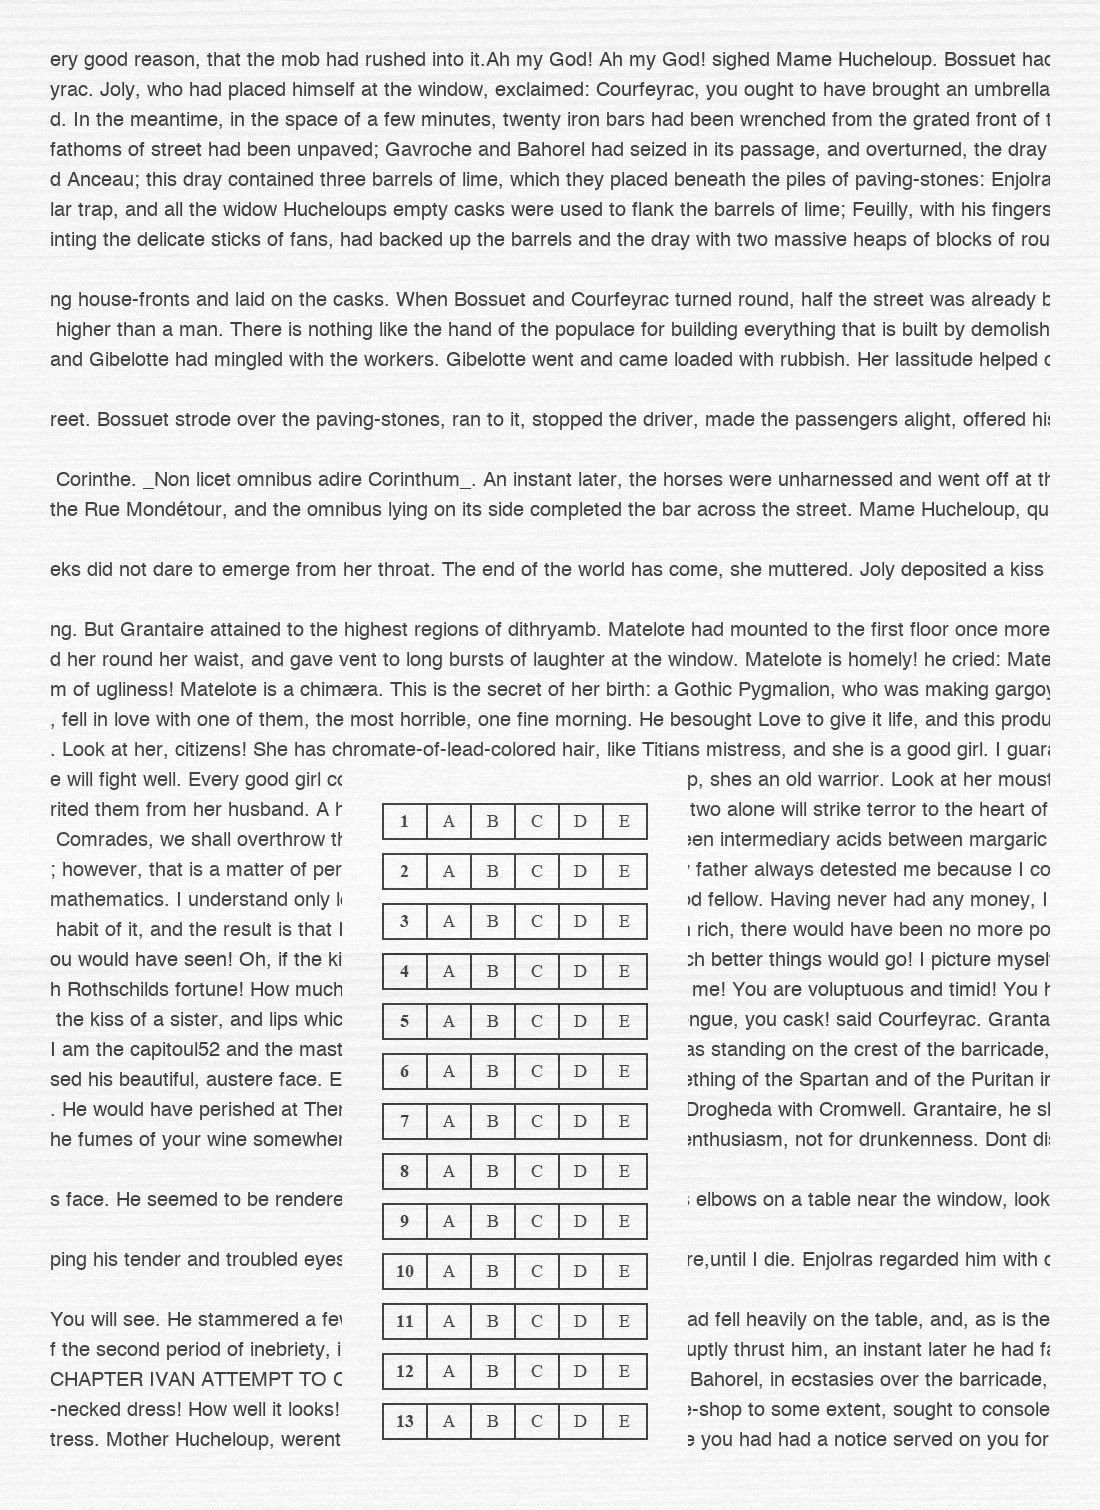 ery good reason, that the mob had rushed into it.Ah my God! Ah my God! sighed Mame Hucheloup. Bossuet had
yrac. Joly, who had placed himself at the window, exclaimed: Courfeyrac, you ought to have brought an umbrella
d. In the meantime, in the space of a few minutes, twenty iron bars had been wrenched from the grated front of
fathoms of street had been unpaved; Gavroche and Bahorel had seized in its passage, and overturned, the dray
d Anceau; this dray contained three barrels of lime, which they placed beneath the piles of paving-stones: Enjolra
lar trap, and all the widow Hucheloups empty casks were used to flank the barrels of lime; Feuilly, with his fingers
inting the delicate sticks of fans, had backed up the barrels and the dray with two massive heaps of blocks of rou
ng house-fronts and laid on the casks. When Bossuet and Courfeyrac turned round, half the street was already
higher than a man. There is nothing like the hand of the populace for building everything that is built by demolish
and Gibelotte had mingled with the workers. Gibelotte went and came loaded with rubbish. Her lassitude helped
reet. Bossuet strode over the paving-stones, ran to it, stopped the driver, made the passengers alight, offered his
Corinthe. _Non licet omnibus adire Corinthum_. An instant later, the horses were unharnessed and went off at
the Rue Mondétour, and the omnibus lying on its side completed the bar across the street. Mame Hucheloup, qu
eks did not dare to emerge from her throat. The end of the world has come, she muttered. Joly deposited a kiss
ng. But Grantaire attained to the highest regions of dithryamb. Matelote had mounted to the first floor once more
d her round her waist, and gave vent to long bursts of laughter at the window. Matelote is homely! he cried: Mate
m of ugliness! Matelote is a chimæra. This is the secret of her birth: a Gothic Pygmalion, who was making gargoy
, fell in love with one of them, the most horrible, one fine morning. He besought Love to give it life, and this produ
. Look at her, citizens! She has chromate-of-lead-colored hair, like Titians mistress, and she is a good girl. I guara
e will fight well. Every good girl co p, shes an old warrior. Look at her moust
rited them from her husband. A h two alone will strike terror to the heart of
Comrades, we shall overthrow th een intermediary acids between margaric
; however, that is a matter of per father always detested me because I co
mathematics. I understand only od fellow. Having never had any money, I
habit of it, and the result is that rich, there would have been no more po
ou would have seen! Oh, if the ki ch better things would go! I picture myself
h Rothschilds fortune! How much me! You are voluptuous and timid! You
the kiss of a sister, and lips whic ngue, you cask! said Courfeyrac. Granta
I am the capitoul52 and the mast as standing on the crest of the barricade,
sed his beautiful, austere face. E ething of the Spartan and of the Puritan in
. He would have perished at Ther Drogheda with Cromwell. Grantaire, he
he fumes of your wine somewher enthusiasm, not for drunkenness. Dont dis
s face. He seemed to be rendere elbows on a table near the window, look
ping his tender and troubled eyes re,until I die. Enjolras regarded him with
You will see. He stammered a few ad fell heavily on the table, and, as is the
f the second period of inebriety, i uptly thrust him, an instant later he had fa
CHAPTER IVAN ATTEMPT TO C Bahorel, in ecstasies over the barricade,
-necked dress! How well it looks! e-shop to some extent, sought to console
tress. Mother Hucheloup, werent e you had had a notice served on you for
1 A B C D E
2 A B C D E
3 A B C D E
4 A B C D E
5 A B C D E
6 A B C D E
7 A B C D E
8 A B C D E
9 A B C D E
10 A B C D E
11 A B C D E
12 A B C D E
13 A B C D E